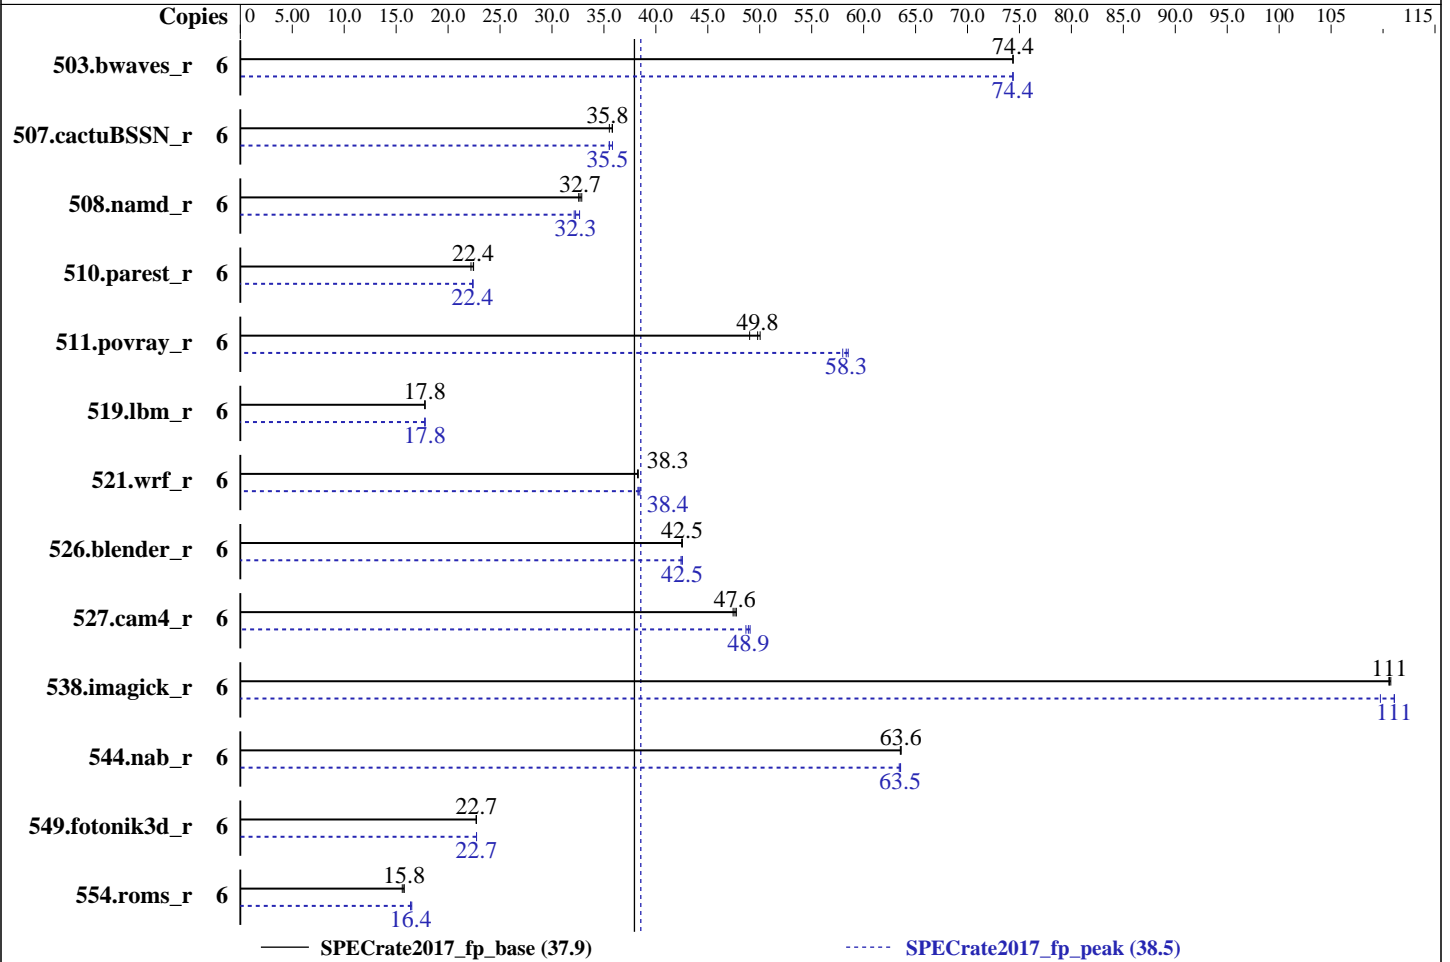 Copies 0 5.00 10.0 15.0 20.0 25.0 30.0 35.0 40.0 45.0 50.0 55.0 60.0 65.0 70.0 75.0 80.0 85.0 90.0 95.0 100 105 115
503.bwaves_r 6 74.4
74.4
507.cactuBSSN_r 6 35.8
35.5
508.namd_r 6 32.7
32.3
510.parest_r 6 22.4
22.4
511.povray_r 6 49.8
58.3
519.lbm_r 6 17.8
17.8
521.wrf_r 6 38.3
38.4
526.blender_r 6 42.5
42.5
527.cam4_r 6 47.6
48.9
538.imagick_r 6 111
111
544.nab_r 6 63.6
63.5
549.fotonik3d_r 6 22.7
22.7
554.roms_r 6 15.8
16.4
SPECrate2017_fp_base (37.9) SPECrate2017_fp_peak (38.5)